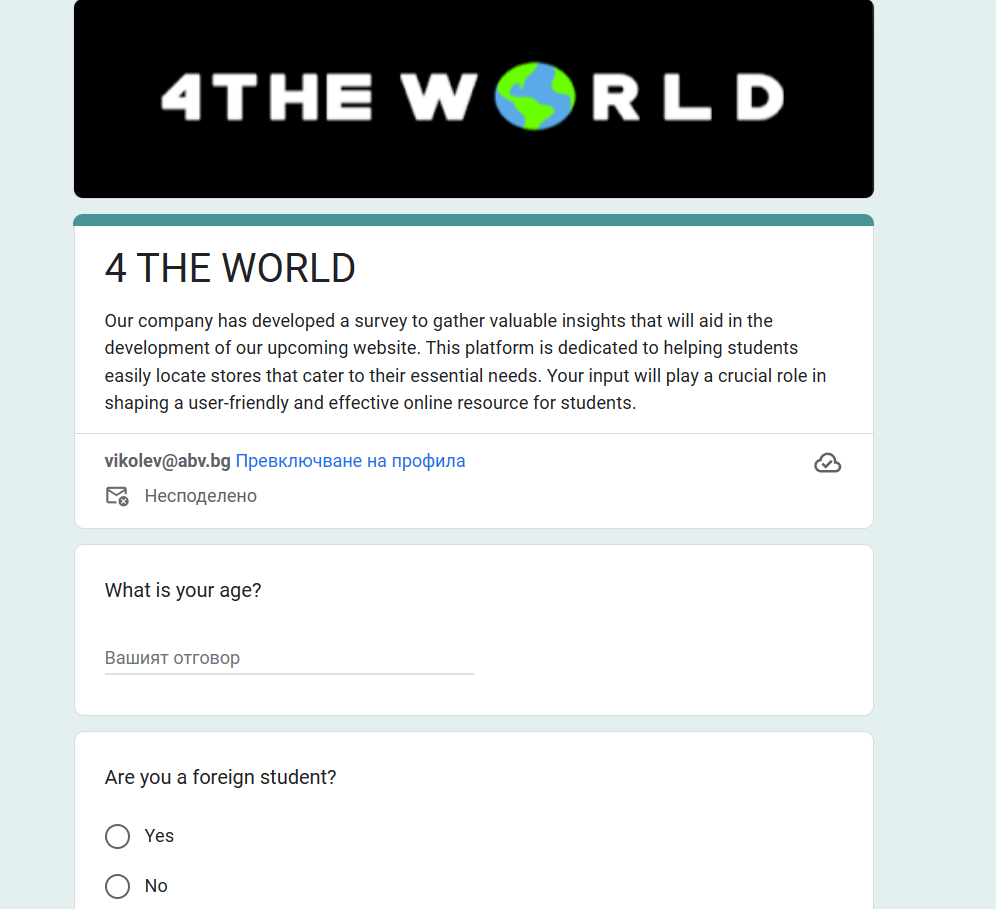 4THE W RLD
4 THE WORLD
Our company has developed a survey to gather valuable insights that will aid in the
development of our upcoming website. This platform is dedicated to helping students
easily locate stores that cater to their essential needs. Your input will play a crucial role in
shaping a user-friendly and effective online resource for students.
vikolev@abv.bg Превключване на профила
Несподелено
What is your age?
Вашият отговор
Are you a foreign student?
Yes
No